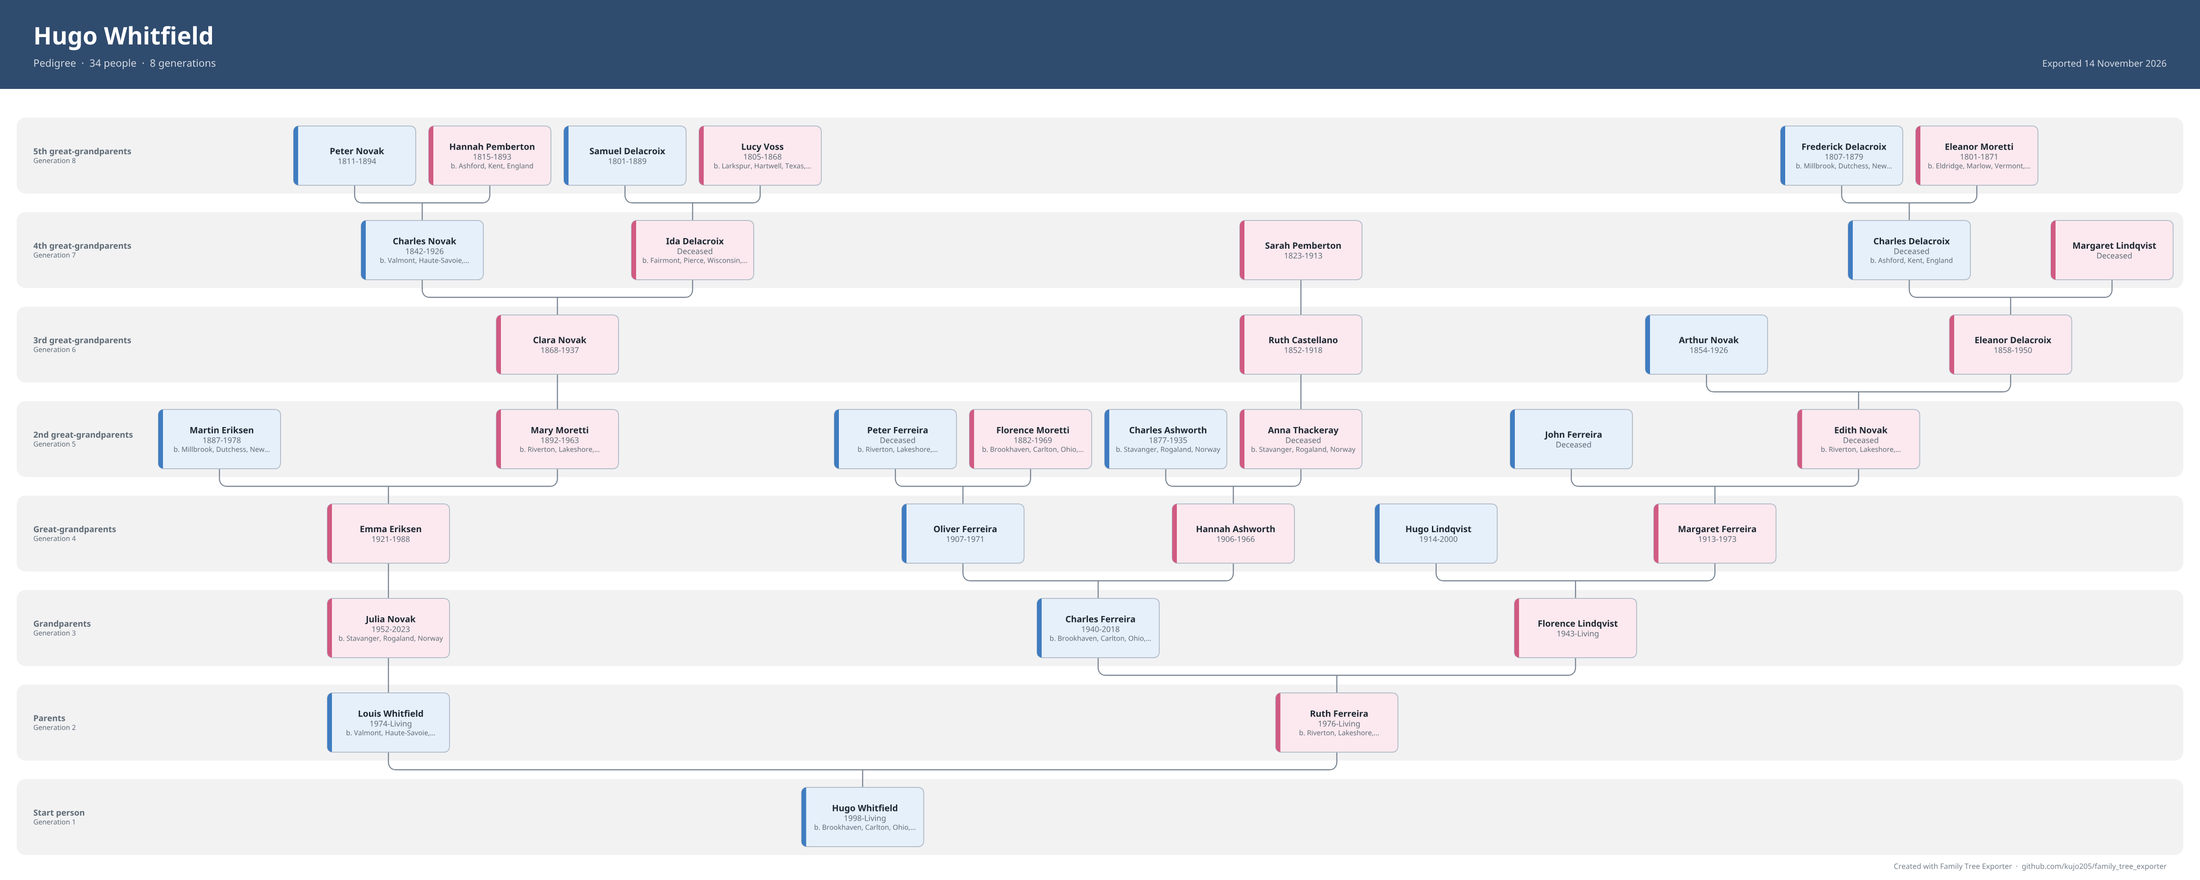 Hugo Whitfield
Pedigree · 34 people · 8 generations
Exported 14 November 2026
5th great-grandparents
Generation 8
Peter Novak
1811-1894
Hannah Pemberton
1815-1893
b. Ashford, Kent, England
Samuel Delacroix
1801-1889
Lucy Voss
1805-1868
b. Larkspur, Hartwell, Texas,...
Frederick Delacroix
1807-1879
b. Millbrook, Dutchess, New...
Eleanor Moretti
1801-1871
b. Eldridge, Marlow, Vermont,...
4th great-grandparents
Generation 7
Charles Novak
1842-1926
b. Valmont, Haute-Savoie,...
Ida Delacroix
Deceased
b. Fairmont, Pierce, Wisconsin,...
Sarah Pemberton
1823-1913
Charles Delacroix
Deceased
b. Ashford, Kent, England
Margaret Lindqvist
Deceased
3rd great-grandparents
Generation 6
Clara Novak
1868-1937
Ruth Castellano
1852-1918
Arthur Novak
1854-1926
Eleanor Delacroix
1858-1950
2nd great-grandparents
Generation 5
Martin Eriksen
1887-1978
b. Millbrook, Dutchess, New...
Mary Moretti
1892-1963
b. Riverton, Lakeshore,...
Peter Ferreira
Deceased
b. Riverton, Lakeshore,...
Florence Moretti
1882-1969
b. Brookhaven, Carlton, Ohio,...
Charles Ashworth
1877-1935
b. Stavanger, Rogaland, Norway
Anna Thackeray
Deceased
b. Stavanger, Rogaland, Norway
John Ferreira
Deceased
Edith Novak
Deceased
b. Riverton, Lakeshore,...
Great-grandparents
Generation 4
Emma Eriksen
1921-1988
Oliver Ferreira
1907-1971
Hannah Ashworth
1906-1966
Hugo Lindqvist
1914-2000
Margaret Ferreira
1913-1973
Grandparents
Generation 3
Julia Novak
1952-2023
b. Stavanger, Rogaland, Norway
Charles Ferreira
1940-2018
b. Brookhaven, Carlton, Ohio,...
Florence Lindqvist
1943-Living
Parents
Generation 2
Louis Whitfield
1974-Living
b. Valmont, Haute-Savoie,...
Ruth Ferreira
1976-Living
b. Riverton, Lakeshore,...
Start person
Generation 1
Hugo Whitfield
1998-Living
b. Brookhaven, Carlton, Ohio,...
Created with Family Tree Exporter · github.com/kujo205/family_tree_exporter